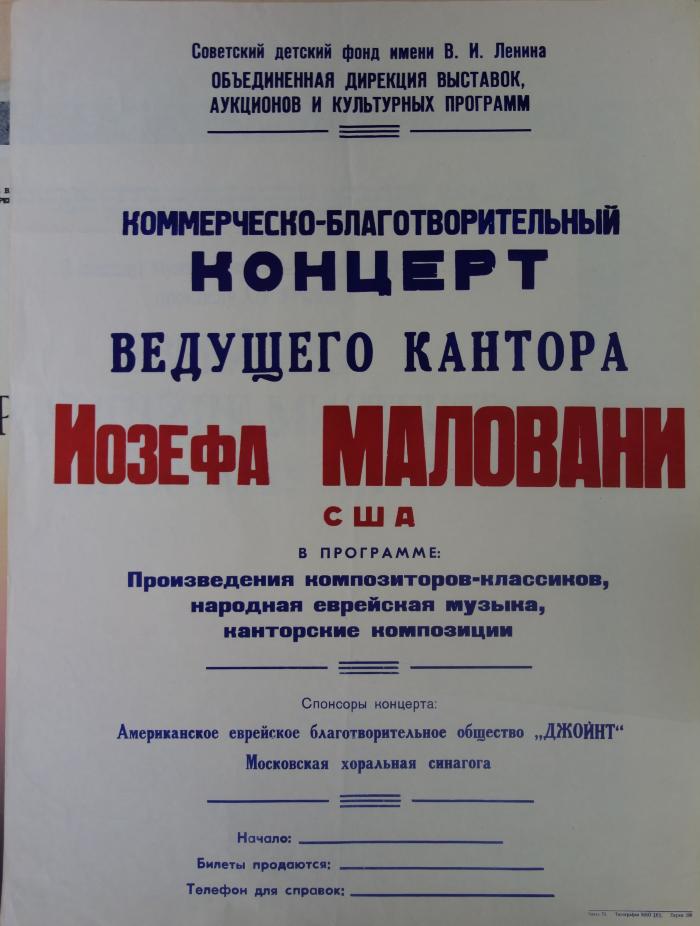 Советский детский фонд имени В. И. Ленина
ОБЪЕДИНЕННАЯ ДИРЕКЦИЯ ВЫСТАВОК,
АУКЦИОНОВ И КУЛЬТУРНЫХ ПРОГРАММ
КОММЕРЧЕСКО-БЛАГОТВОРИТЕЛЬНЫЙ
КОНЦЕРТ
ВЕДУЩЕГО КАНТОРА
ИОЗЕФА МАЛОВАНИ
США
В ПРОГРАММЕ:
Произведения композиторов-классиков,
народная еврейская музыка,
канторские композиции
Спонсоры концерта:
Американское еврейское благотворительное общество „ДЖОЙНТ“
Московская хоральная синагога
Начало:
Билеты продаются:
Телефон для справок: